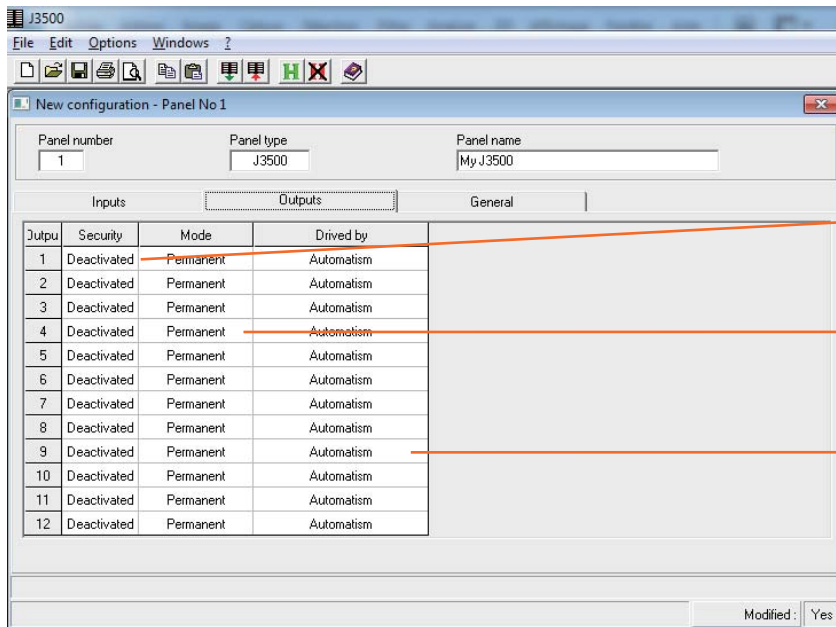 J3500
File Edit Options Windows ?
New configuration - Panel No 1
Panel number Panel type Panel name
1 J3500 My J3500
Inputs Outputs General
Outpu Security Mode Drived by
1 Deactivated Permanent Automatism
2 Deactivated Permanent Automatism
3 Deactivated Permanent Automatism
4 Deactivated Permanent Automatism
5 Deactivated Permanent Automatism
6 Deactivated Permanent Automatism
7 Deactivated Permanent Automatism
8 Deactivated Permanent Automatism
9 Deactivated Permanent Automatism
10 Deactivated Permanent Automatism
11 Deactivated Permanent Automatism
12 Deactivated Permanent Automatism
Modified : Yes